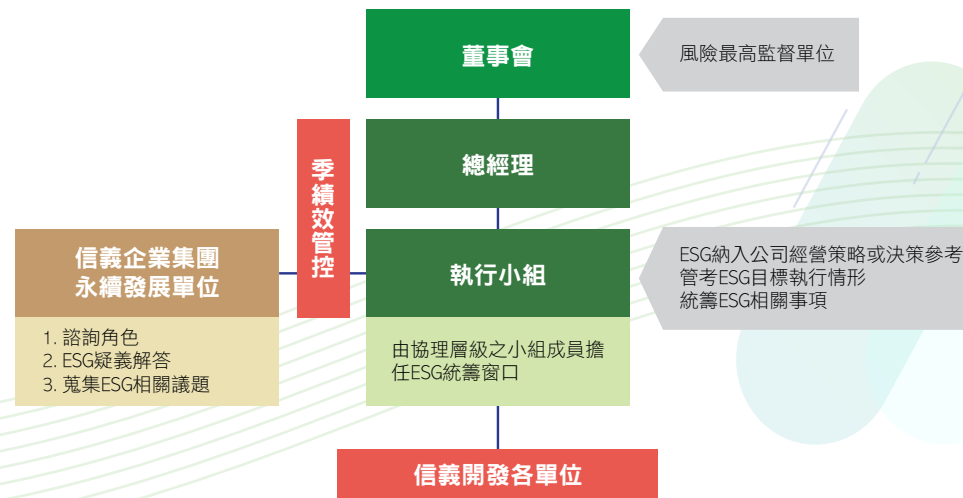 董事會
風險最高監督單位
季績效管控
總經理
信義企業集團
永續發展單位
1. 諮詢角色
2. ESG疑義解答
3. 蒐集ESG相關議題
執行小組
由協理層級之小組成員擔
任ESG統籌窗口
ESG納入公司經營策略或決策參考
管考ESG目標執行情形
統籌ESG相關事項
信義開發各單位